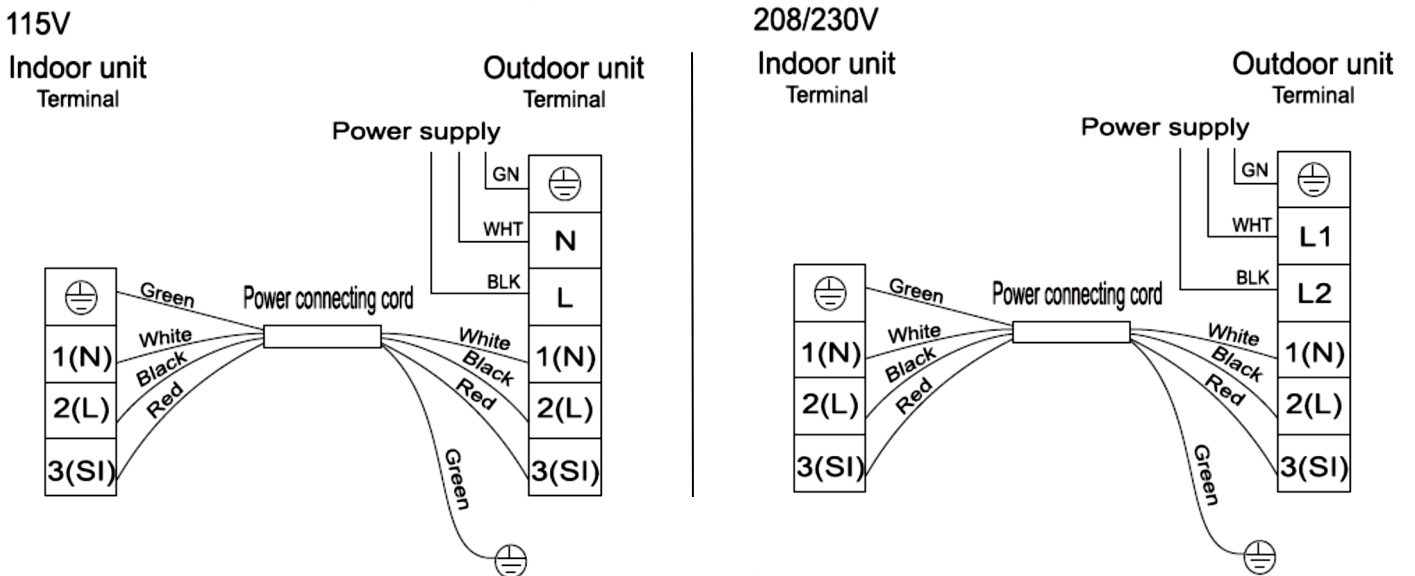 115V
Indoor unit
Terminal
Outdoor unit
Terminal
Power supply
GN
WHT
N
BLK
L
Green
Power connecting cord
White
1(N)
Black
2(L)
Red
3(SI)
White
1(N)
Black
2(L)
Red
3(SI)
Green
208/230V
Indoor unit
Terminal
Outdoor unit
Terminal
Power supply
GN
WHT
L1
BLK
L2
Green
Power connecting cord
White
1(N)
Black
2(L)
Red
3(SI)
White
1(N)
Black
2(L)
Red
3(SI)
Green